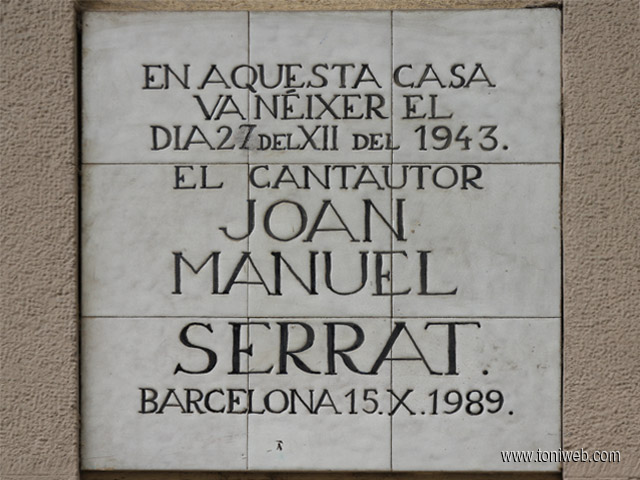 EN AQUESTA CASA
VA NÉIXER EL
DIA 27 DEL XII DEL 1943.
EL CANTAUTOR
JOAN
MANUEL
SERRAT.
BARCELONA 15.X.1989.
www.toniweb.com